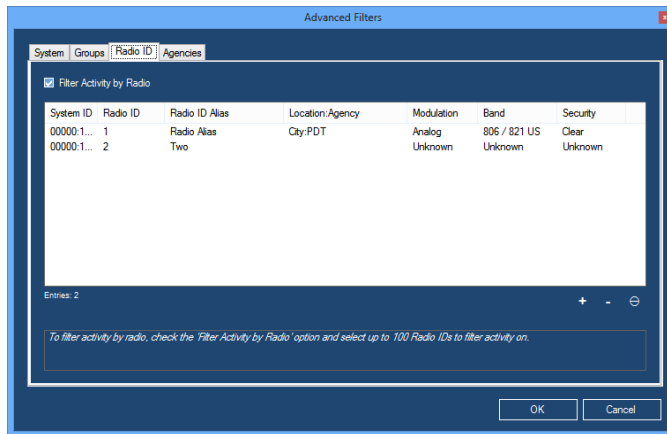 Advanced Filters
System Groups Radio ID Agencies
Filter Activity by Radio
System ID Radio ID Radio ID Alias Location:Agency Modulation Band Security
00000:1... 1 Radio Alias City:PDT Analog 806 / 821 US Clear
00000:1... 2 Two Unknown Unknown Unknown
Entries: 2
+ - ⊖
To filter activity by radio, check the 'Filter Activity by Radio' option and select up to 100 Radio IDs to filter activity on.
OK Cancel